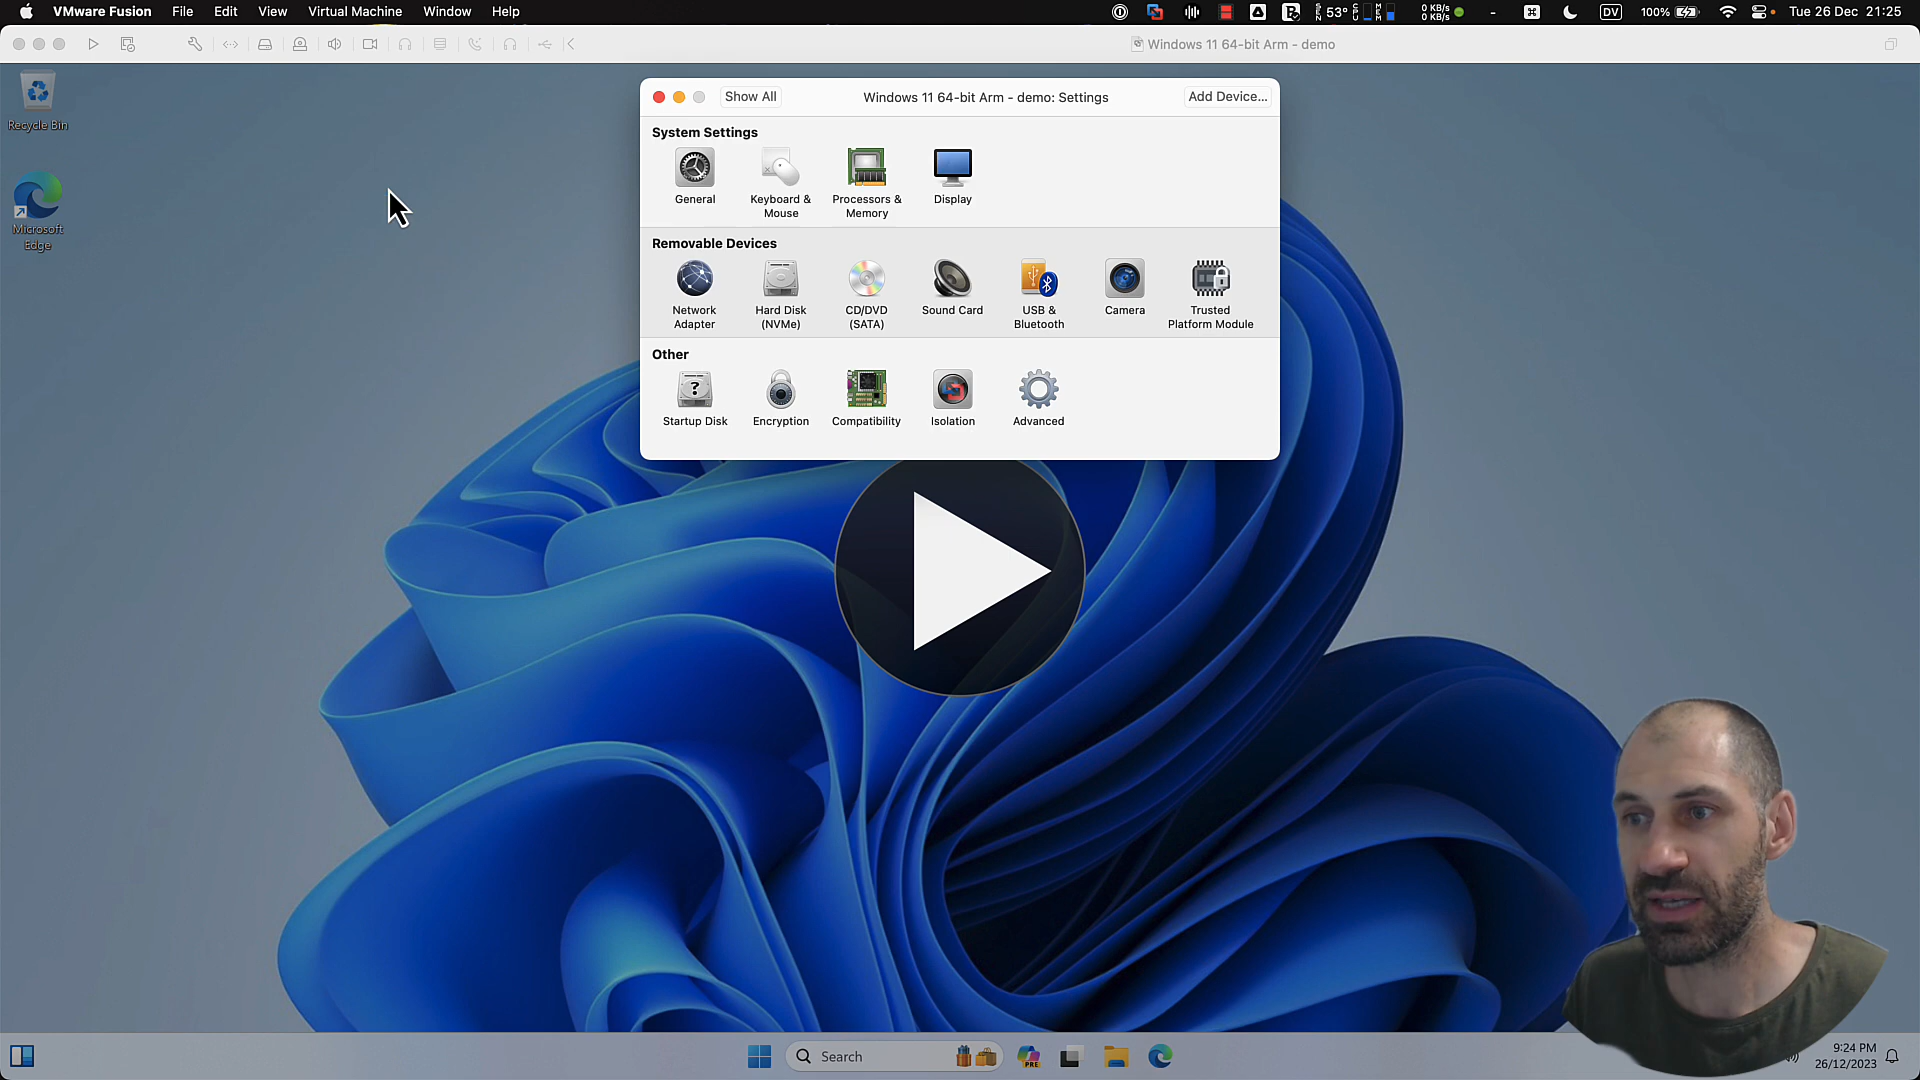 VMware Fusion File Edit View Virtual Machine Window Help
53° 0 KB/s 0 KB/s DV 100% Tue 26 Dec 21:25
Windows 11 64-bit Arm - demo
Show All Windows 11 64-bit Arm - demo: Settings Add Device...
Recycle Bin
Microsoft
Edge
System Settings
General Keyboard & Mouse Processors & Memory Display
Removable Devices
Network Adapter Hard Disk (NVMe) CD/DVD (SATA) Sound Card USB & Bluetooth Camera Trusted Platform Module
Other
Startup Disk Encryption Compatibility Isolation Advanced
Search PRE 9:24 PM
26/12/2023